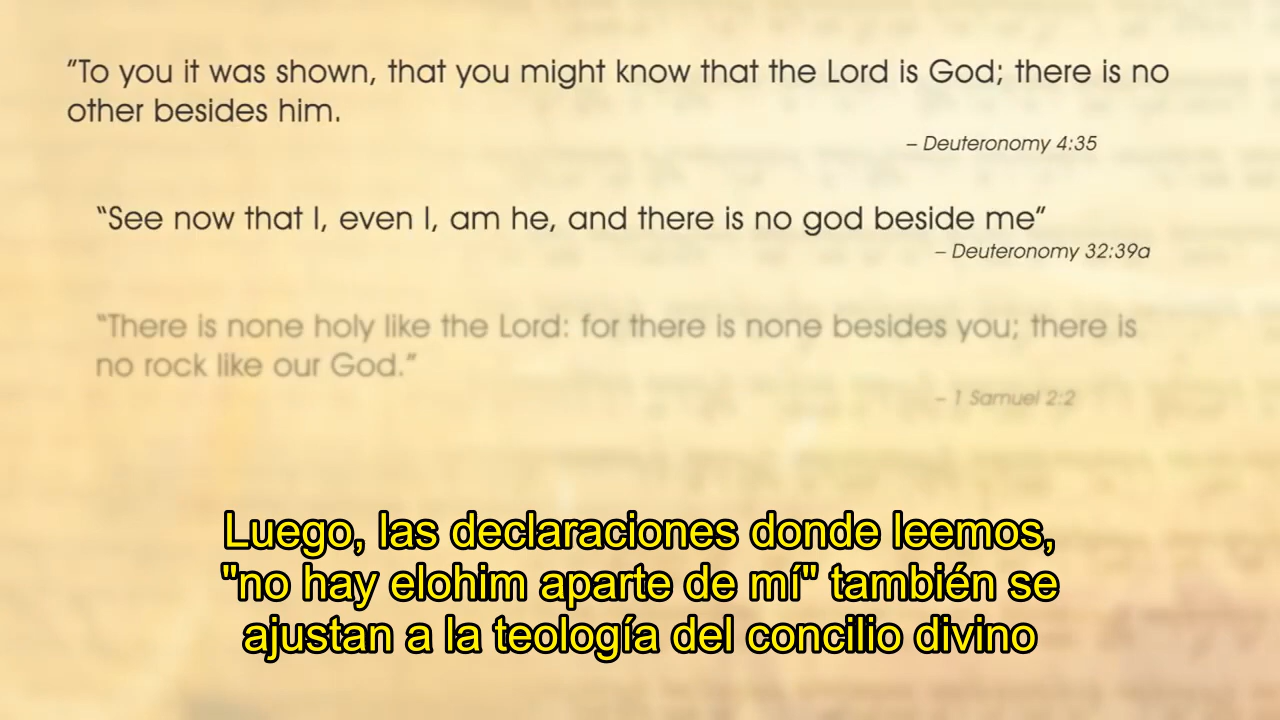 "To you it was shown, that you might know that the Lord is God; there is no
other besides him.
– Deuteronomy 4:35
"See now that I, even I, am he, and there is no god beside me"
– Deuteronomy 32:39a
"There is none holy like the Lord: for there is none besides you; there is
no rock like our God."
– 1 Samuel 2:2
Luego, las declaraciones donde leemos,
"no hay elohim aparte de mí" también se
ajustan a la teología del concilio divino